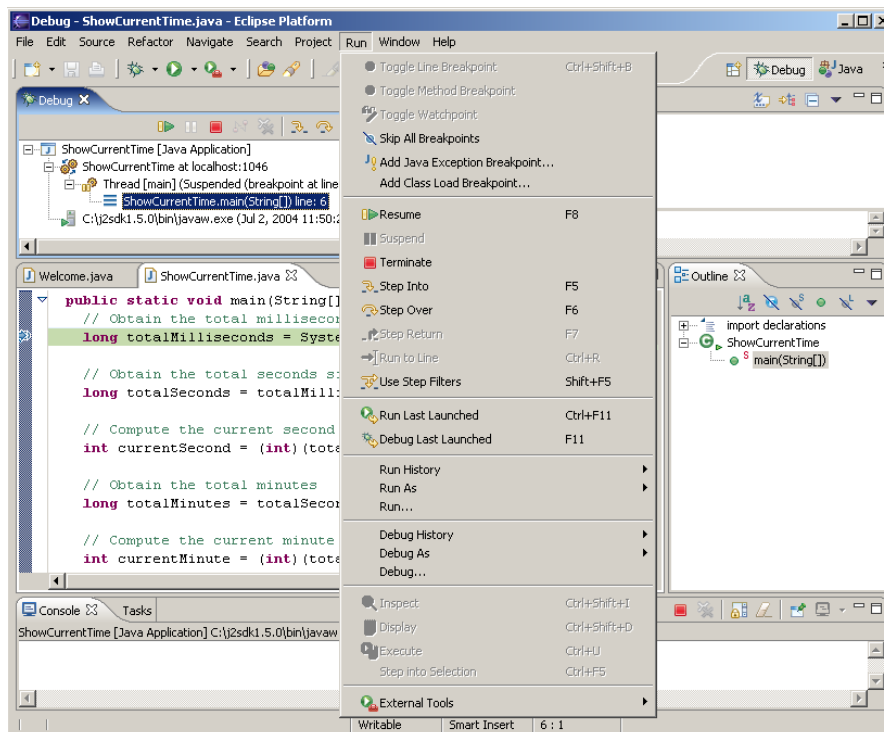 Debug - ShowCurrentTime.java - Eclipse Platform
File Edit Source Refactor Navigate Search Project Run Window Help
Debug Java
Debug
ShowCurrentTime [Java Application]
ShowCurrentTime at localhost:1046
Thread [main] (Suspended (breakpoint at line
ShowCurrentTime.main(String[]) line: 6
C:\j2sdk1.5.0\bin\javaw.exe (Jul 2, 2004 11:50:2
Toggle Line Breakpoint Ctrl+Shift+B
Toggle Method Breakpoint
Toggle Watchpoint
Skip All Breakpoints
Add Java Exception Breakpoint...
Add Class Load Breakpoint...
Resume F8
Suspend
Terminate
Step Into F5
Step Over F6
Step Return F7
Run to Line Ctrl+R
Use Step Filters Shift+F5
Run Last Launched Ctrl+F11
Debug Last Launched F11
Run History
Run As
Run...
Debug History
Debug As
Debug...
Inspect Ctrl+Shift+I
Display Ctrl+Shift+D
Execute Ctrl+U
Step into Selection Ctrl+F5
External Tools
Welcome.java ShowCurrentTime.java
public static void main(String[]
// Obtain the total millisecon
long totalMilliseconds = Syste
// Obtain the total seconds si
long totalSeconds = totalMilli
// Compute the current second
int currentSecond = (int)(tota
// Obtain the total minutes
long totalMinutes = totalSecon
// Compute the current minute
int currentMinute = (int)(tota
Outline
import declarations
ShowCurrentTime
main(String[])
Console Tasks
ShowCurrentTime [Java Application] C:\j2sdk1.5.0\bin\javaw
Writable Smart Insert 6 : 1